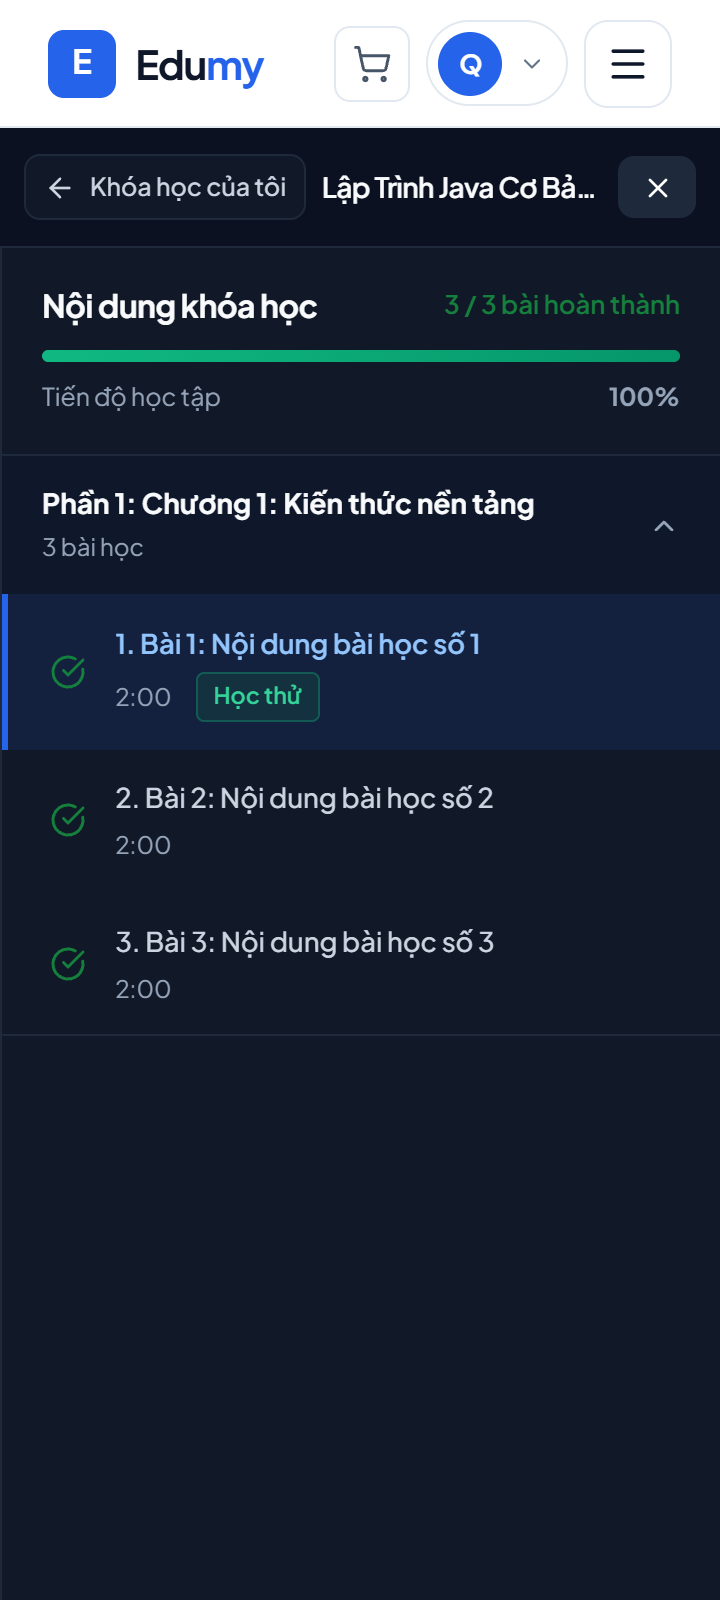 E Edumy Q
Khóa học của tôi Lập Trình Java Cơ Bả...
Nội dung khóa học 3 / 3 bài hoàn thành
Tiến độ học tập 100%
Phần 1: Chương 1: Kiến thức nền tảng
3 bài học
1. Bài 1: Nội dung bài học số 1
2:00 Học thử
2. Bài 2: Nội dung bài học số 2
2:00
3. Bài 3: Nội dung bài học số 3
2:00